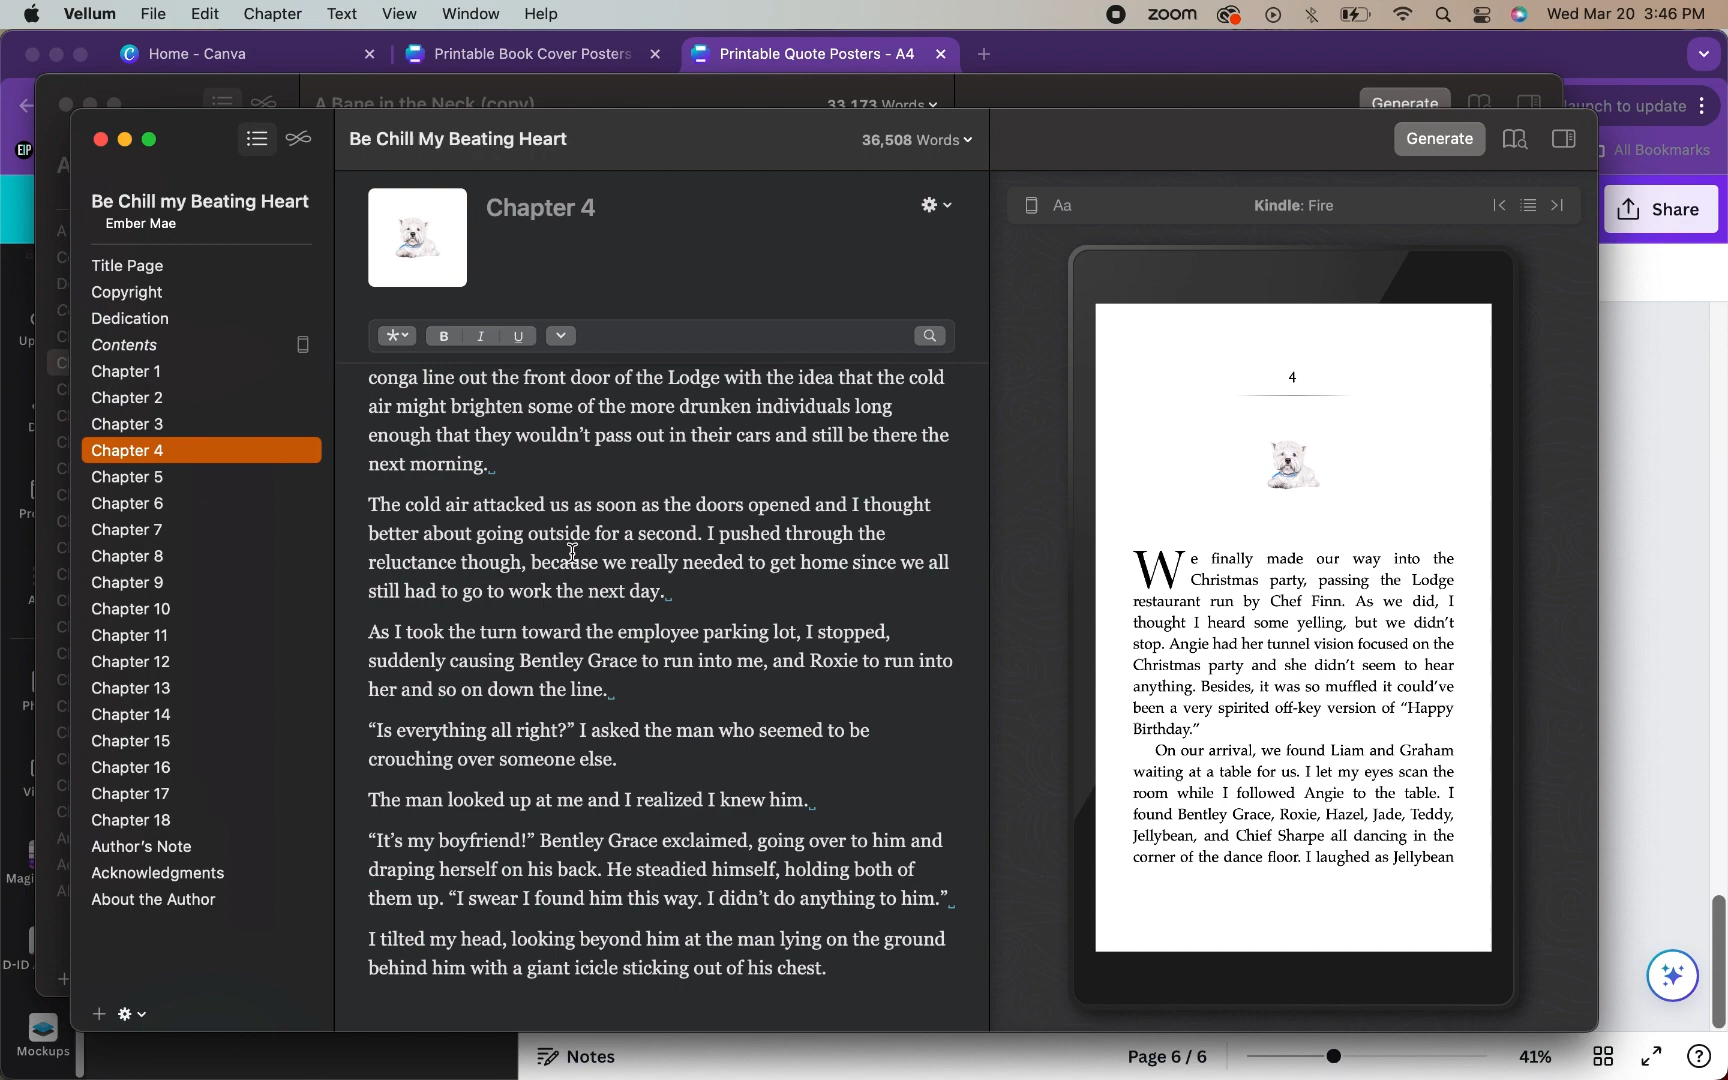 Vellum File Edit Chapter Text View Window Help zoom Wed Mar 20 3:46 PM
Home - Canva Printable Book Cover Posters Printable Quote Posters - A4
A Bane in the Neck (copy) 33,173 Words Generate launch to update
Be Chill My Beating Heart 36,508 Words Generate
All Bookmarks
Share
Be Chill my Beating Heart
Ember Mae
Title Page
Copyright
Dedication
Contents
Chapter 1
Chapter 2
Chapter 3
Chapter 4
Chapter 5
Chapter 6
Chapter 7
Chapter 8
Chapter 9
Chapter 10
Chapter 11
Chapter 12
Chapter 13
Chapter 14
Chapter 15
Chapter 16
Chapter 17
Chapter 18
Author's Note
Acknowledgments
About the Author
Chapter 4
B I U
conga line out the front door of the Lodge with the idea that the cold
air might brighten some of the more drunken individuals long
enough that they wouldn't pass out in their cars and still be there the
next morning.
The cold air attacked us as soon as the doors opened and I thought
better about going outside for a second. I pushed through the
reluctance though, because we really needed to get home since we all
still had to go to work the next day.
As I took the turn toward the employee parking lot, I stopped,
suddenly causing Bentley Grace to run into me, and Roxie to run into
her and so on down the line.
“Is everything all right?” I asked the man who seemed to be
crouching over someone else.
The man looked up at me and I realized I knew him.
“It's my boyfriend!” Bentley Grace exclaimed, going over to him and
draping herself on his back. He steadied himself, holding both of
them up. “I swear I found him this way. I didn't do anything to him.”
I tilted my head, looking beyond him at the man lying on the ground
behind him with a giant icicle sticking out of his chest.
Aa Kindle: Fire
4
We finally made our way into the
Christmas party, passing the Lodge
restaurant run by Chef Finn. As we did, I
thought I heard some yelling, but we didn't
stop. Angie had her tunnel vision focused on the
Christmas party and she didn't seem to hear
anything. Besides, it was so muffled it could've
been a very spirited off-key version of “Happy
Birthday.”
On our arrival, we found Liam and Graham
waiting at a table for us. I let my eyes scan the
room while I followed Angie to the table. I
found Bentley Grace, Roxie, Hazel, Jade, Teddy,
Jellybean, and Chief Sharpe all dancing in the
corner of the dance floor. I laughed as Jellybean
D-ID
Mockups
Notes Page 6 / 6 41%